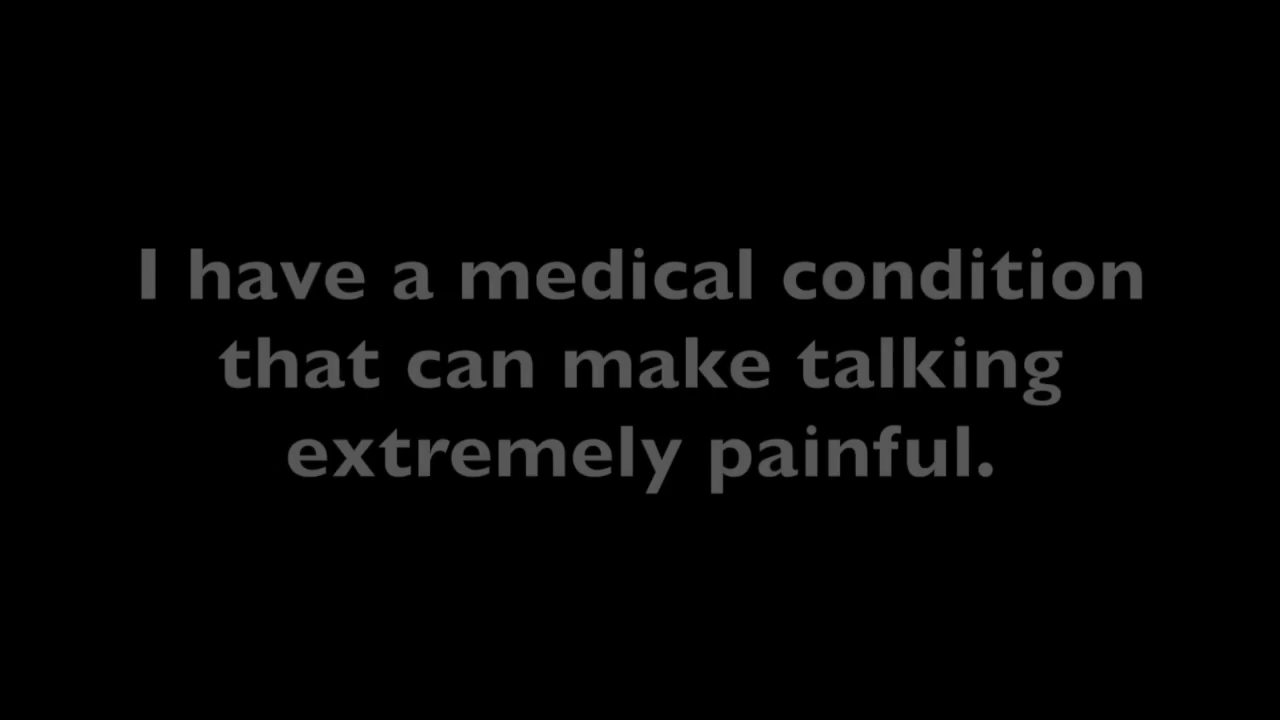 I have a medical condition
that can make talking
extremely painful.